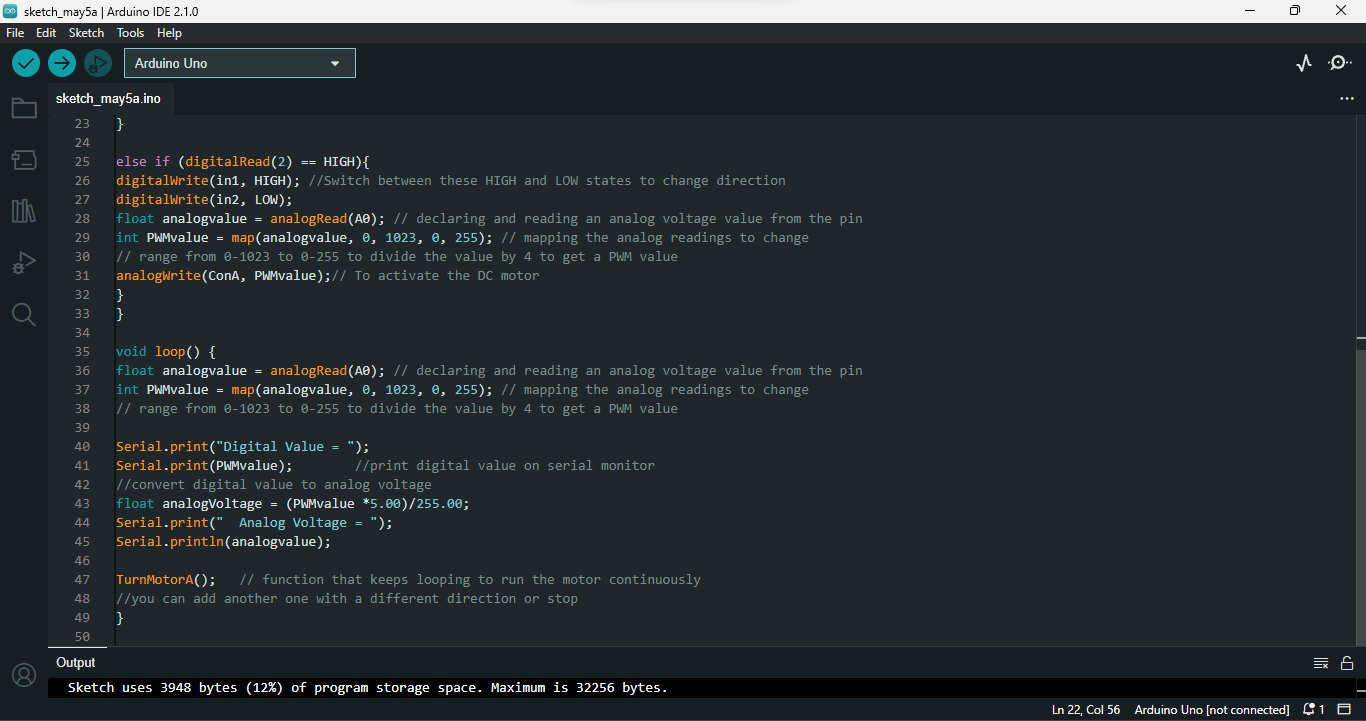 sketch_may5a | Arduino IDE 2.1.0
File Edit Sketch Tools Help
Arduino Uno
sketch_may5a.ino
23 }
24
25 else if (digitalRead(2) == HIGH){
26 digitalWrite(in1, HIGH); //Switch between these HIGH and LOW states to change direction
27 digitalWrite(in2, LOW);
28 float analogvalue = analogRead(A0); // declaring and reading an analog voltage value from the pin
29 int PWMvalue = map(analogvalue, 0, 1023, 0, 255); // mapping the analog readings to change
30 // range from 0-1023 to 0-255 to divide the value by 4 to get a PWM value
31 analogWrite(ConA, PWMvalue);// To activate the DC motor
32 }
33 }
34
35 void loop() {
36 float analogvalue = analogRead(A0); // declaring and reading an analog voltage value from the pin
37 int PWMvalue = map(analogvalue, 0, 1023, 0, 255); // mapping the analog readings to change
38 // range from 0-1023 to 0-255 to divide the value by 4 to get a PWM value
39
40 Serial.print("Digital Value = ");
41 Serial.print(PWMvalue);        //print digital value on serial monitor
42 //convert digital value to analog voltage
43 float analogVoltage = (PWMvalue *5.00)/255.00;
44 Serial.print("  Analog Voltage = ");
45 Serial.println(analogvalue);
46
47 TurnMotorA();   // function that keeps looping to run the motor continuously
48 //you can add another one with a different direction or stop
49 }
50
Output
Sketch uses 3948 bytes (12%) of program storage space. Maximum is 32256 bytes.
Ln 22, Col 56 Arduino Uno [not connected] 1